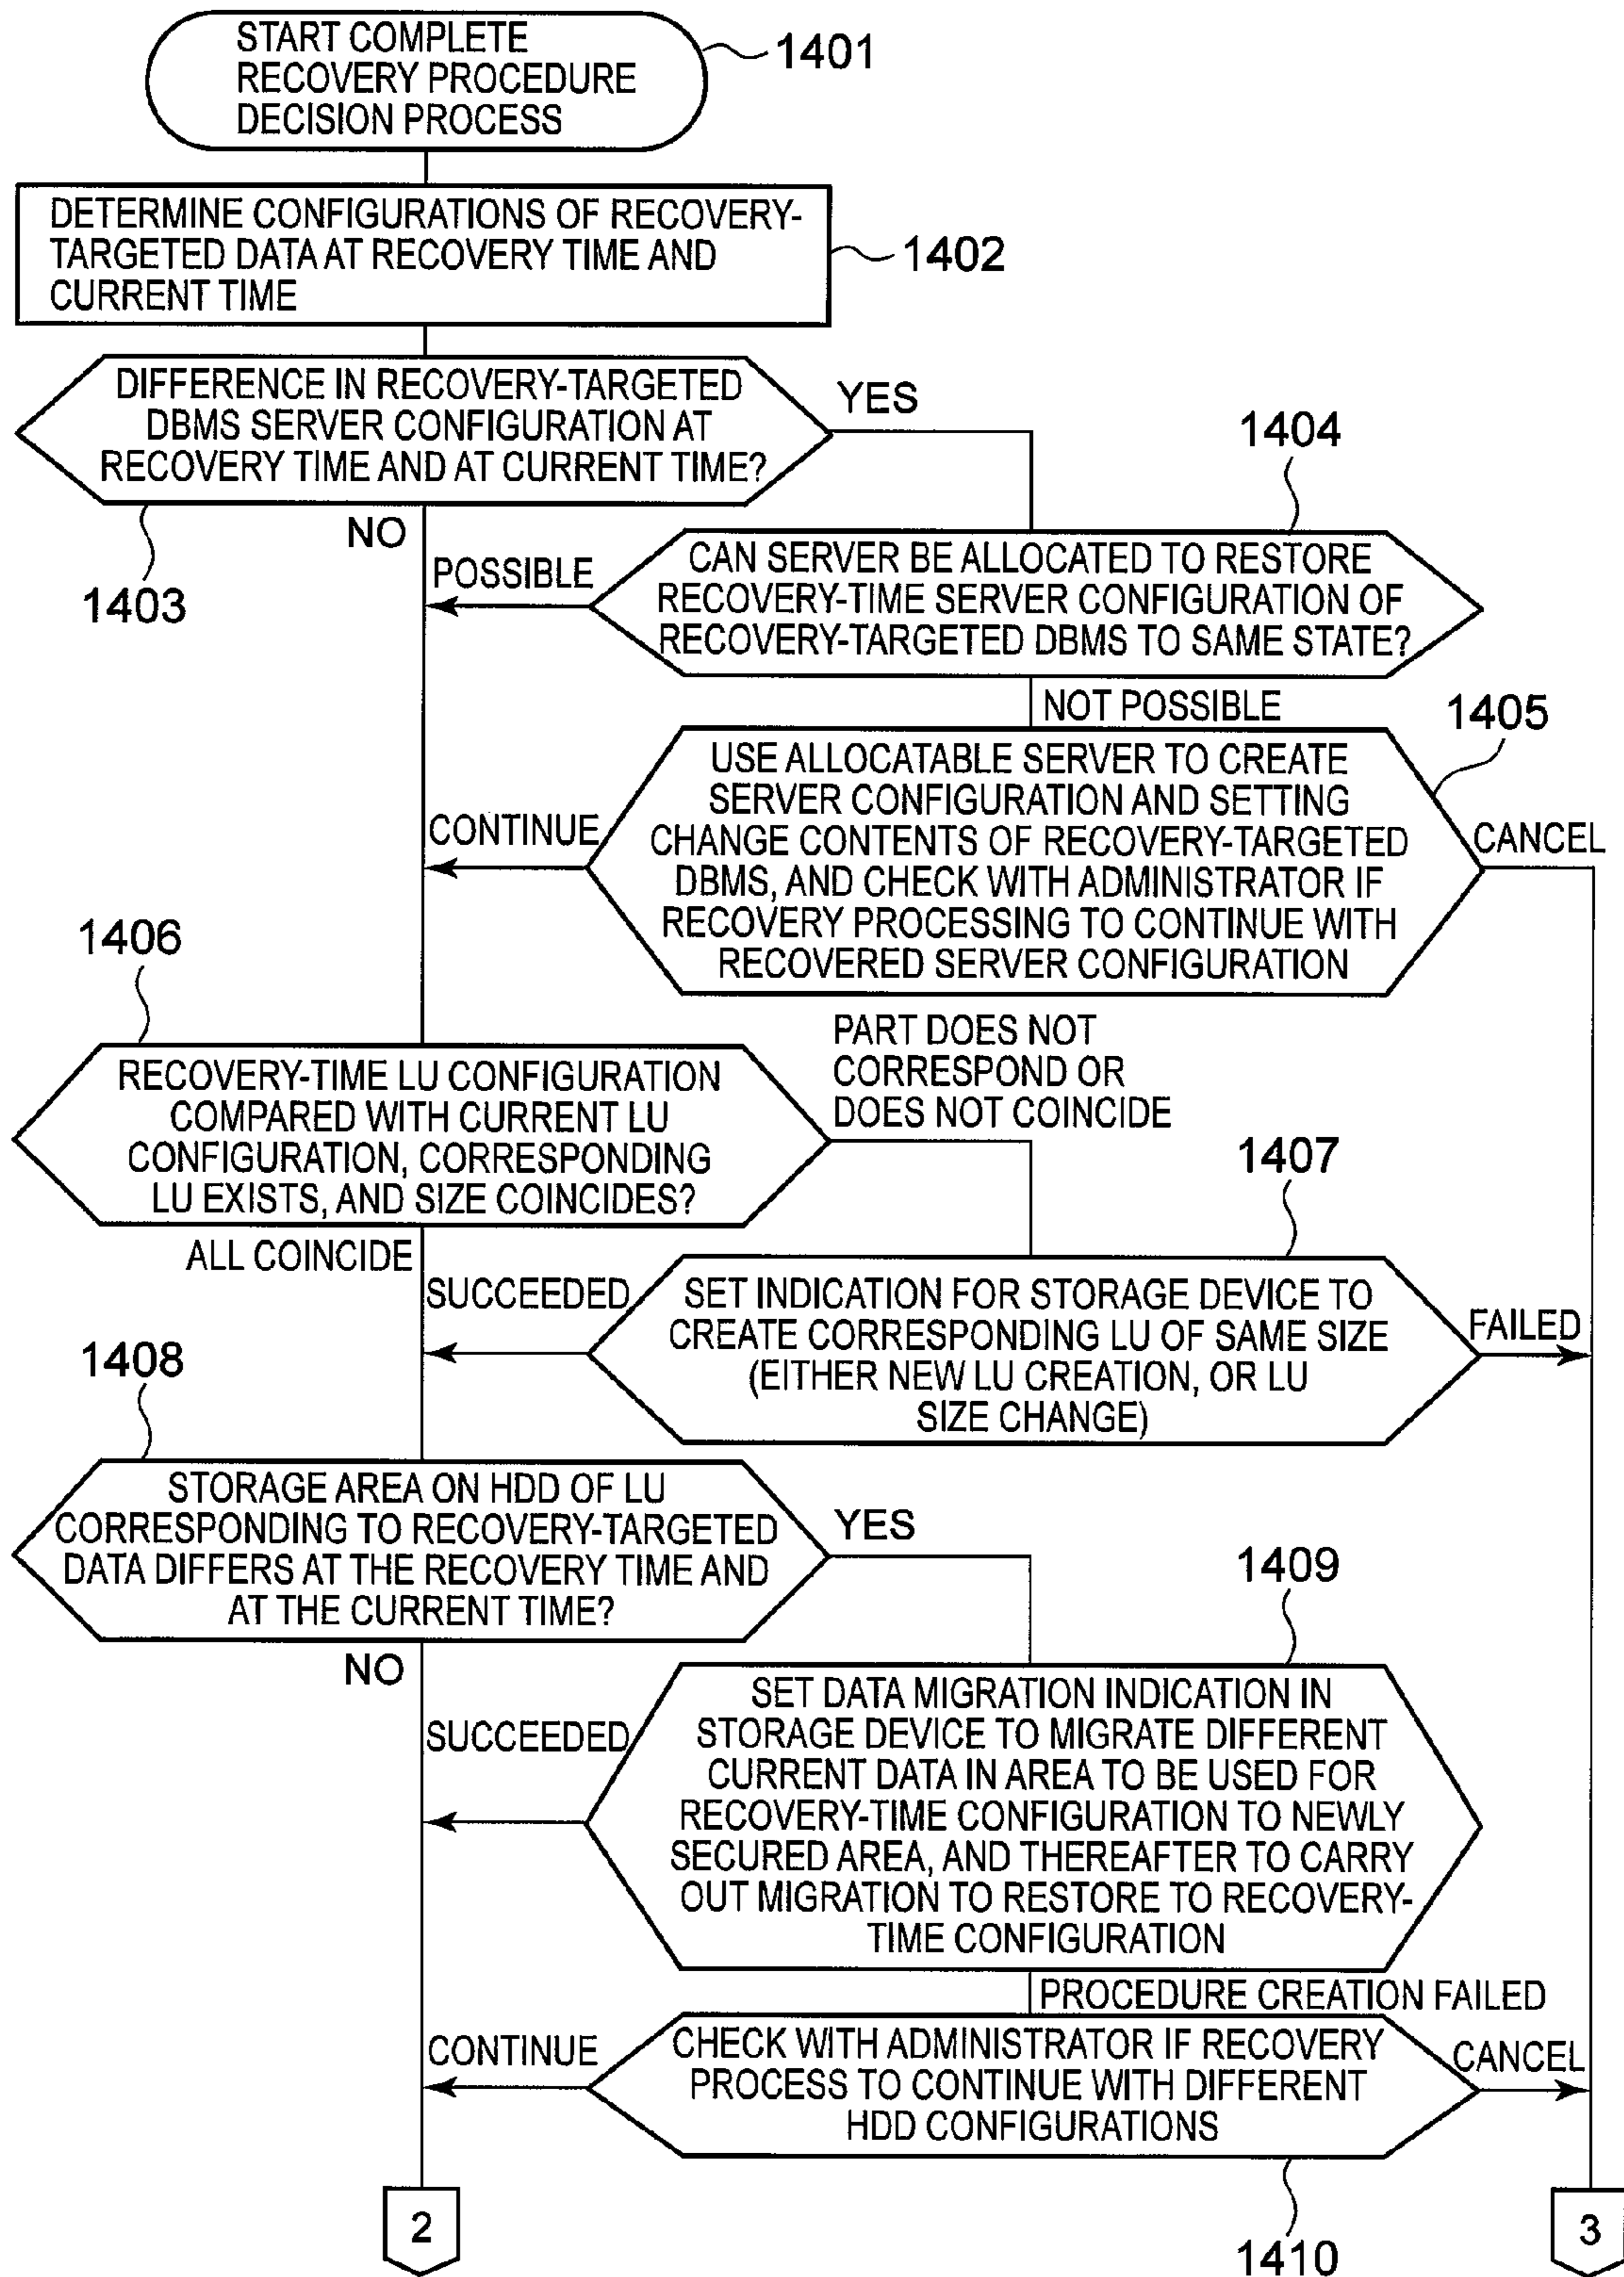 START COMPLETE
RECOVERY PROCEDURE
DECISION PROCESS
1401
DETERMINE CONFIGURATIONS OF RECOVERY-
TARGETED DATA AT RECOVERY TIME AND
CURRENT TIME
1402
DIFFERENCE IN RECOVERY-TARGETED
DBMS SERVER CONFIGURATION AT
RECOVERY TIME AND AT CURRENT TIME?
YES
NO
1403
1404
CAN SERVER BE ALLOCATED TO RESTORE
RECOVERY-TIME SERVER CONFIGURATION OF
RECOVERY-TARGETED DBMS TO SAME STATE?
POSSIBLE
NOT POSSIBLE
1405
USE ALLOCATABLE SERVER TO CREATE
SERVER CONFIGURATION AND SETTING
CHANGE CONTENTS OF RECOVERY-TARGETED
DBMS, AND CHECK WITH ADMINISTRATOR IF
RECOVERY PROCESSING TO CONTINUE WITH
RECOVERED SERVER CONFIGURATION
CONTINUE
CANCEL
1406
RECOVERY-TIME LU CONFIGURATION
COMPARED WITH CURRENT LU
CONFIGURATION, CORRESPONDING
LU EXISTS, AND SIZE COINCIDES?
PART DOES NOT
CORRESPOND OR
DOES NOT COINCIDE
ALL COINCIDE
1407
SET INDICATION FOR STORAGE DEVICE TO
CREATE CORRESPONDING LU OF SAME SIZE
(EITHER NEW LU CREATION, OR LU
SIZE CHANGE)
SUCCEEDED
FAILED
1408
STORAGE AREA ON HDD OF LU
CORRESPONDING TO RECOVERY-TARGETED
DATA DIFFERS AT THE RECOVERY TIME AND
AT THE CURRENT TIME?
YES
NO
1409
SET DATA MIGRATION INDICATION IN
STORAGE DEVICE TO MIGRATE DIFFERENT
CURRENT DATA IN AREA TO BE USED FOR
RECOVERY-TIME CONFIGURATION TO NEWLY
SECURED AREA, AND THEREAFTER TO CARRY
OUT MIGRATION TO RESTORE TO RECOVERY-
TIME CONFIGURATION
SUCCEEDED
PROCEDURE CREATION FAILED
CHECK WITH ADMINISTRATOR IF RECOVERY
PROCESS TO CONTINUE WITH DIFFERENT
HDD CONFIGURATIONS
CONTINUE
CANCEL
1410
2
3